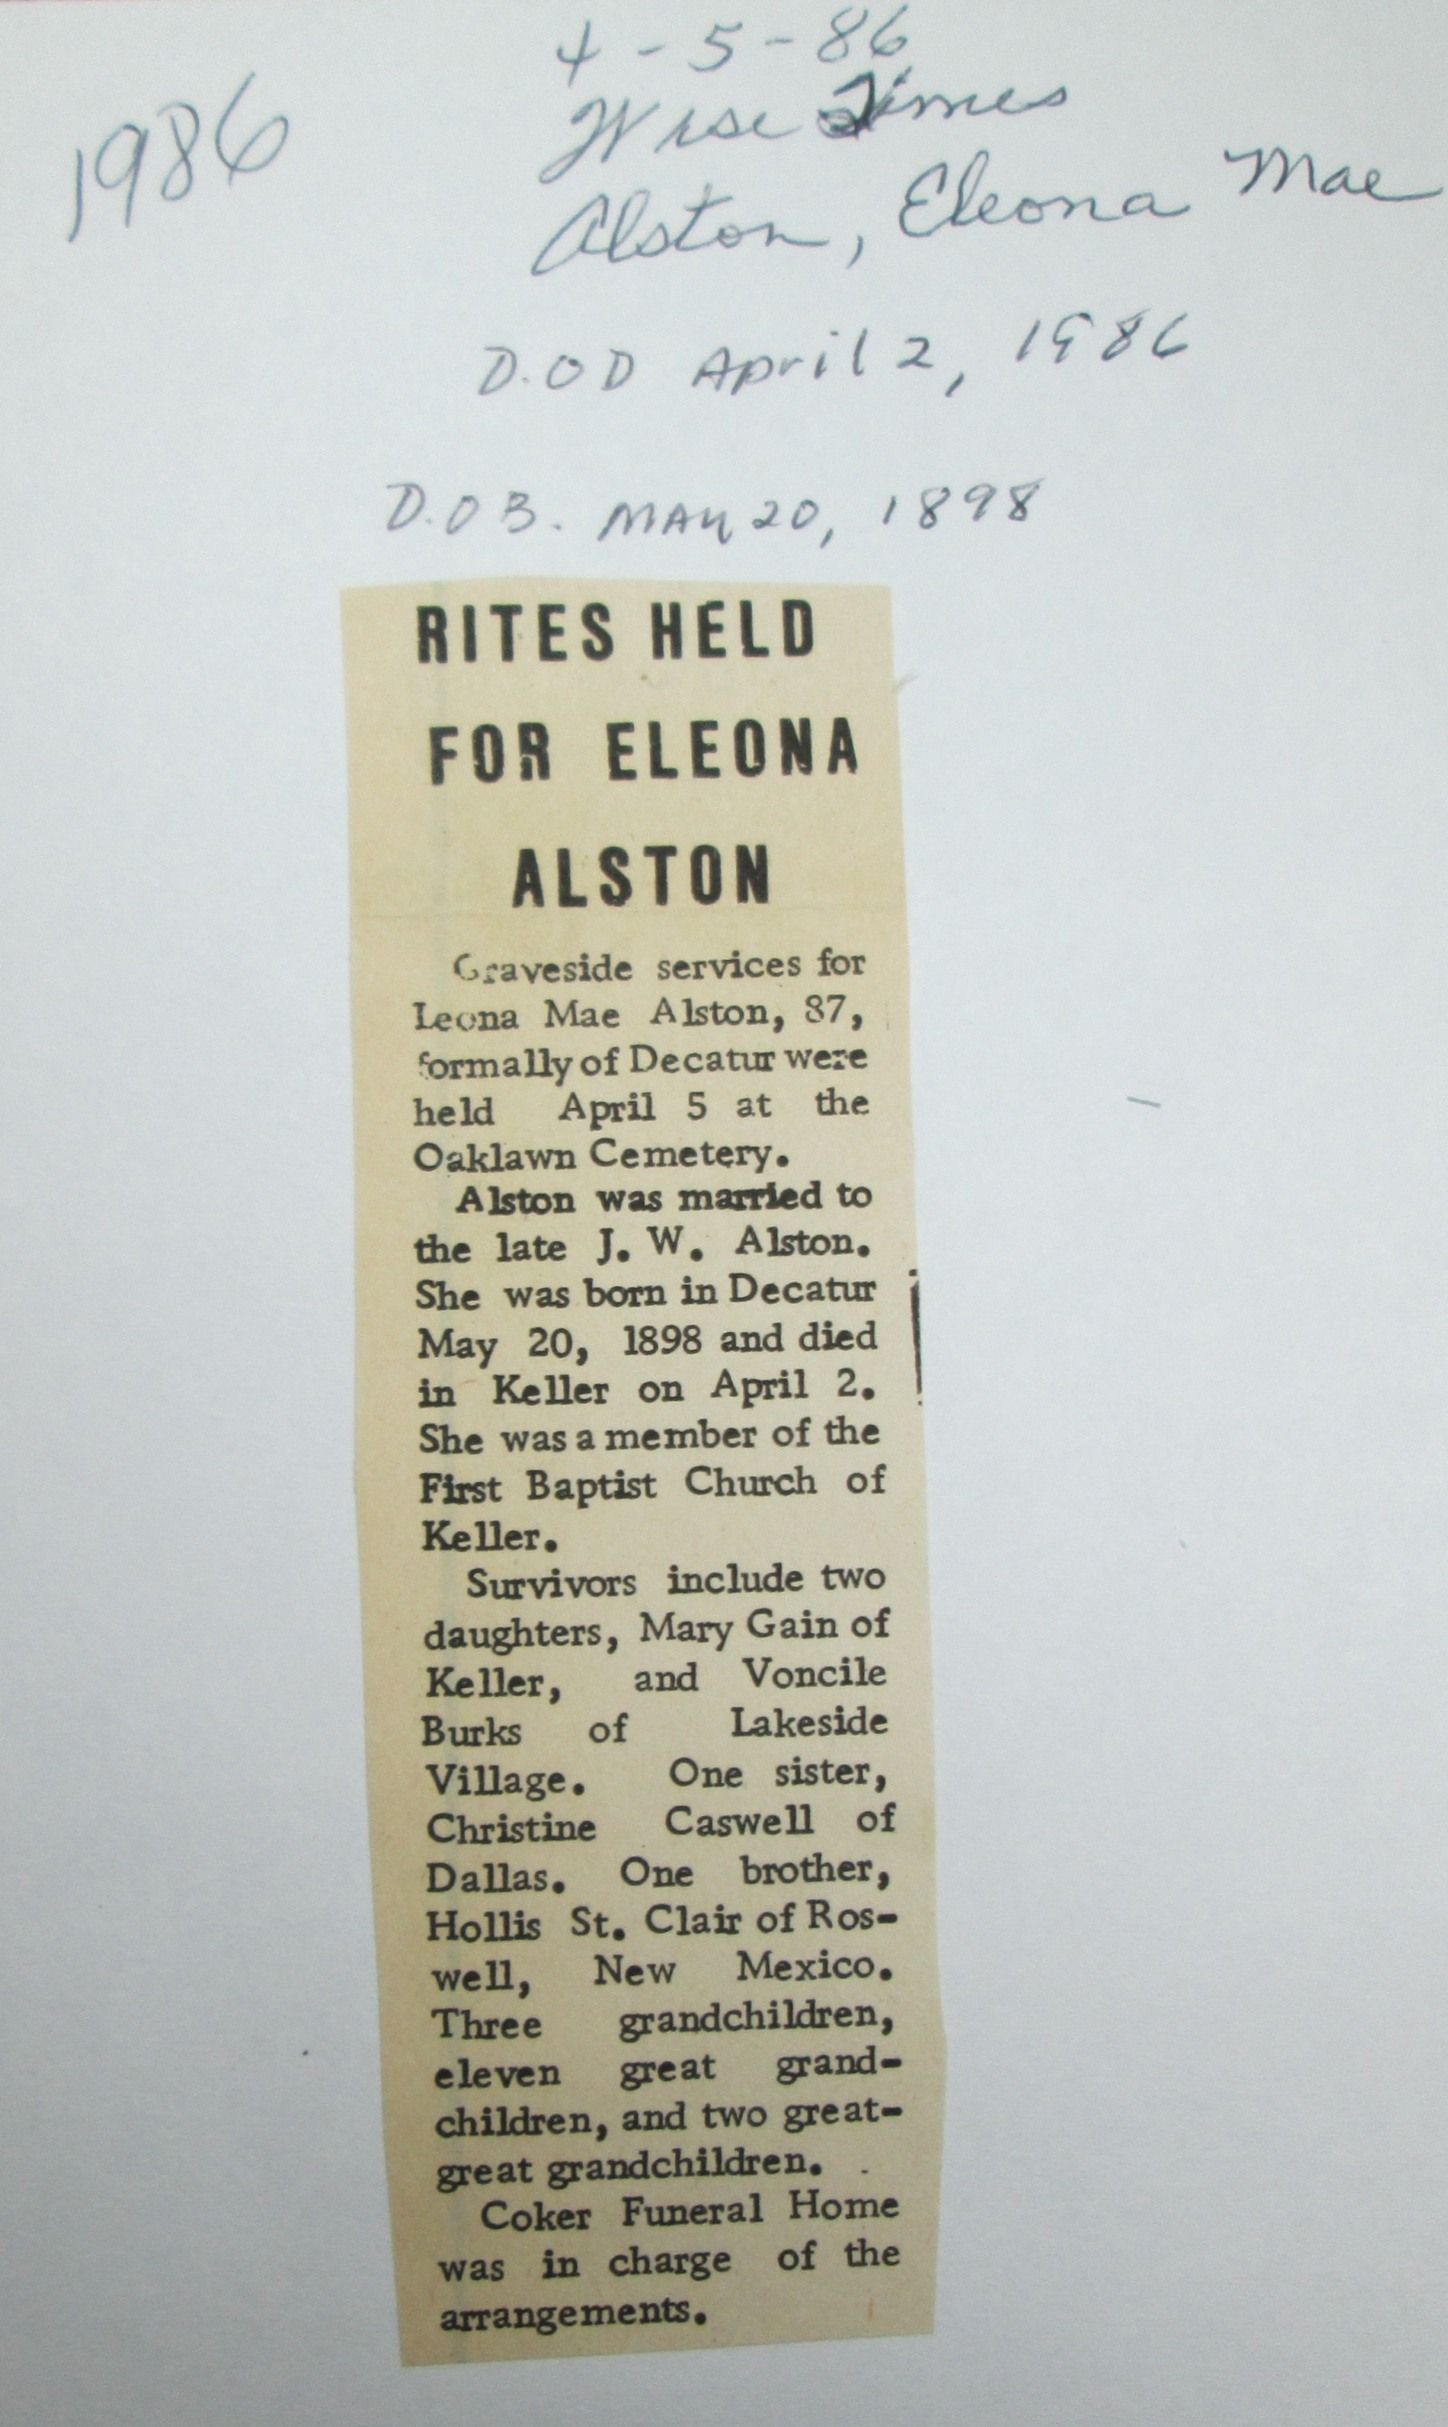 1986
4-5-86
Wise Times
Alston, Eleona Mae
D.O D April 2, 1986
D.O B. MAY 20, 1898
RITES HELD
FOR ELEONA
ALSTON
Graveside services for
Leona Mae Alston, 87,
formally of Decatur were
held April 5 at the
Oaklawn Cemetery.
Alston was married to
the late J. W. Alston.
She was born in Decatur
May 20, 1898 and died
in Keller on April 2.
She was a member of the
First Baptist Church of
Keller.
Survivors include two
daughters, Mary Gain of
Keller, and Voncile
Burks of Lakeside
Village. One sister,
Christine Caswell of
Dallas. One brother,
Hollis St. Clair of Ros-
well, New Mexico.
Three grandchildren,
eleven great grand-
children, and two great-
great grandchildren.
Coker Funeral Home
was in charge of the
arrangements.